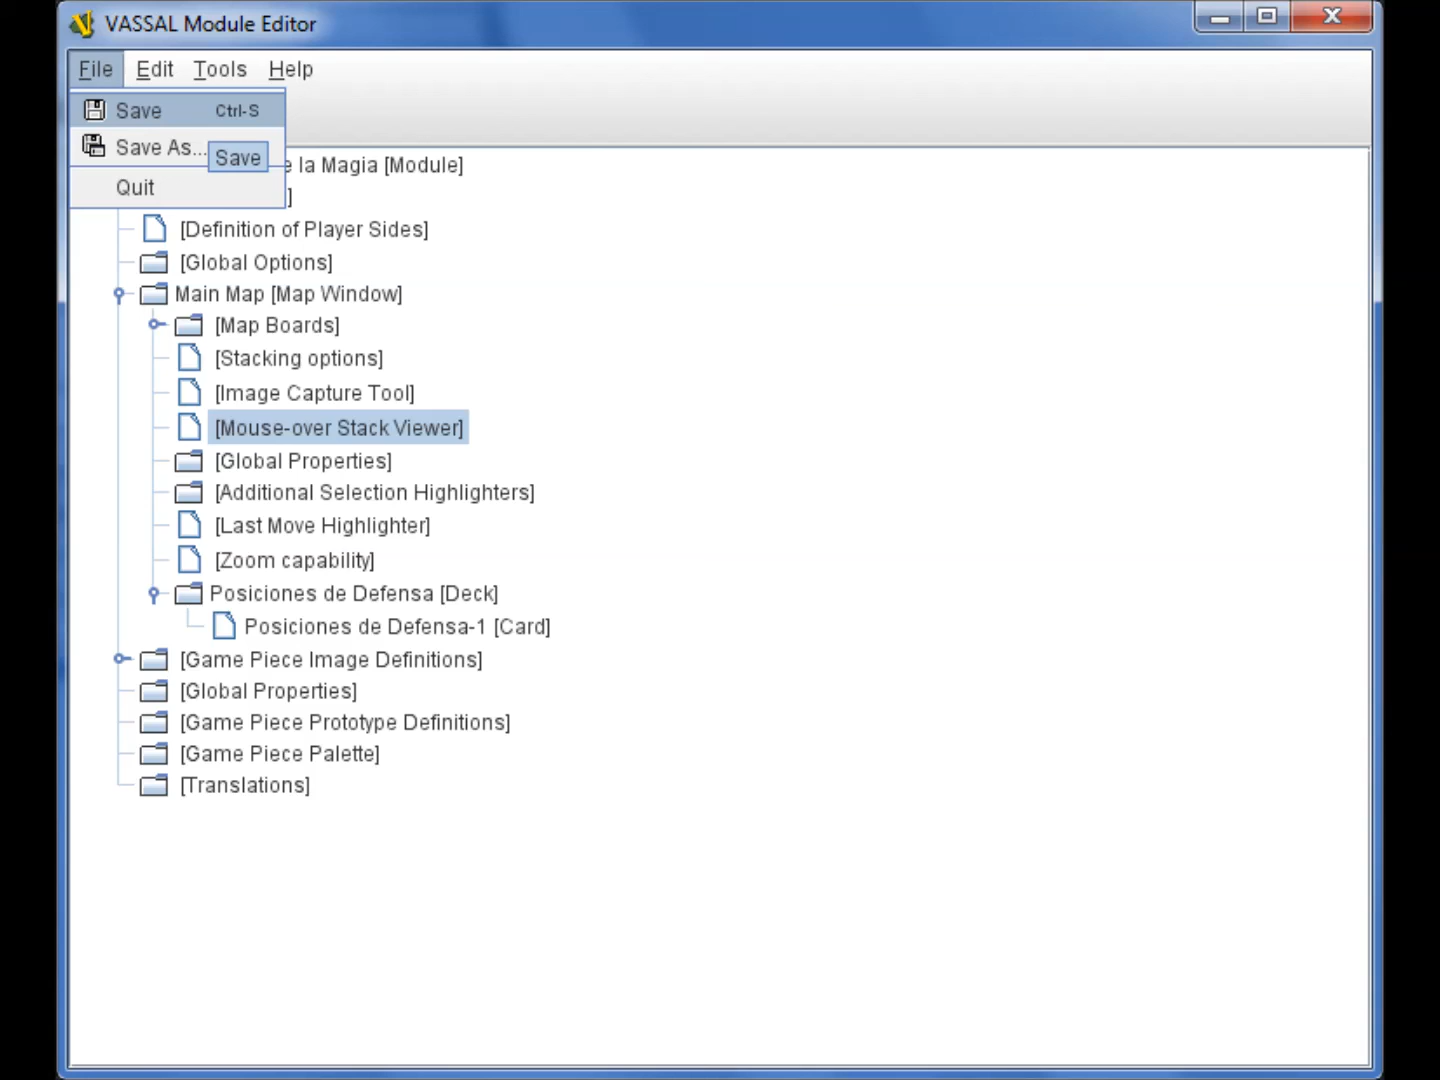 VASSAL Module Editor
File Edit Tools Help
Save Ctrl-S
Save As...
Save
e la Magia [Module]
Quit
]
[Definition of Player Sides]
[Global Options]
Main Map [Map Window]
[Map Boards]
[Stacking options]
[Image Capture Tool]
[Mouse-over Stack Viewer]
[Global Properties]
[Additional Selection Highlighters]
[Last Move Highlighter]
[Zoom capability]
Posiciones de Defensa [Deck]
Posiciones de Defensa-1 [Card]
[Game Piece Image Definitions]
[Global Properties]
[Game Piece Prototype Definitions]
[Game Piece Palette]
[Translations]